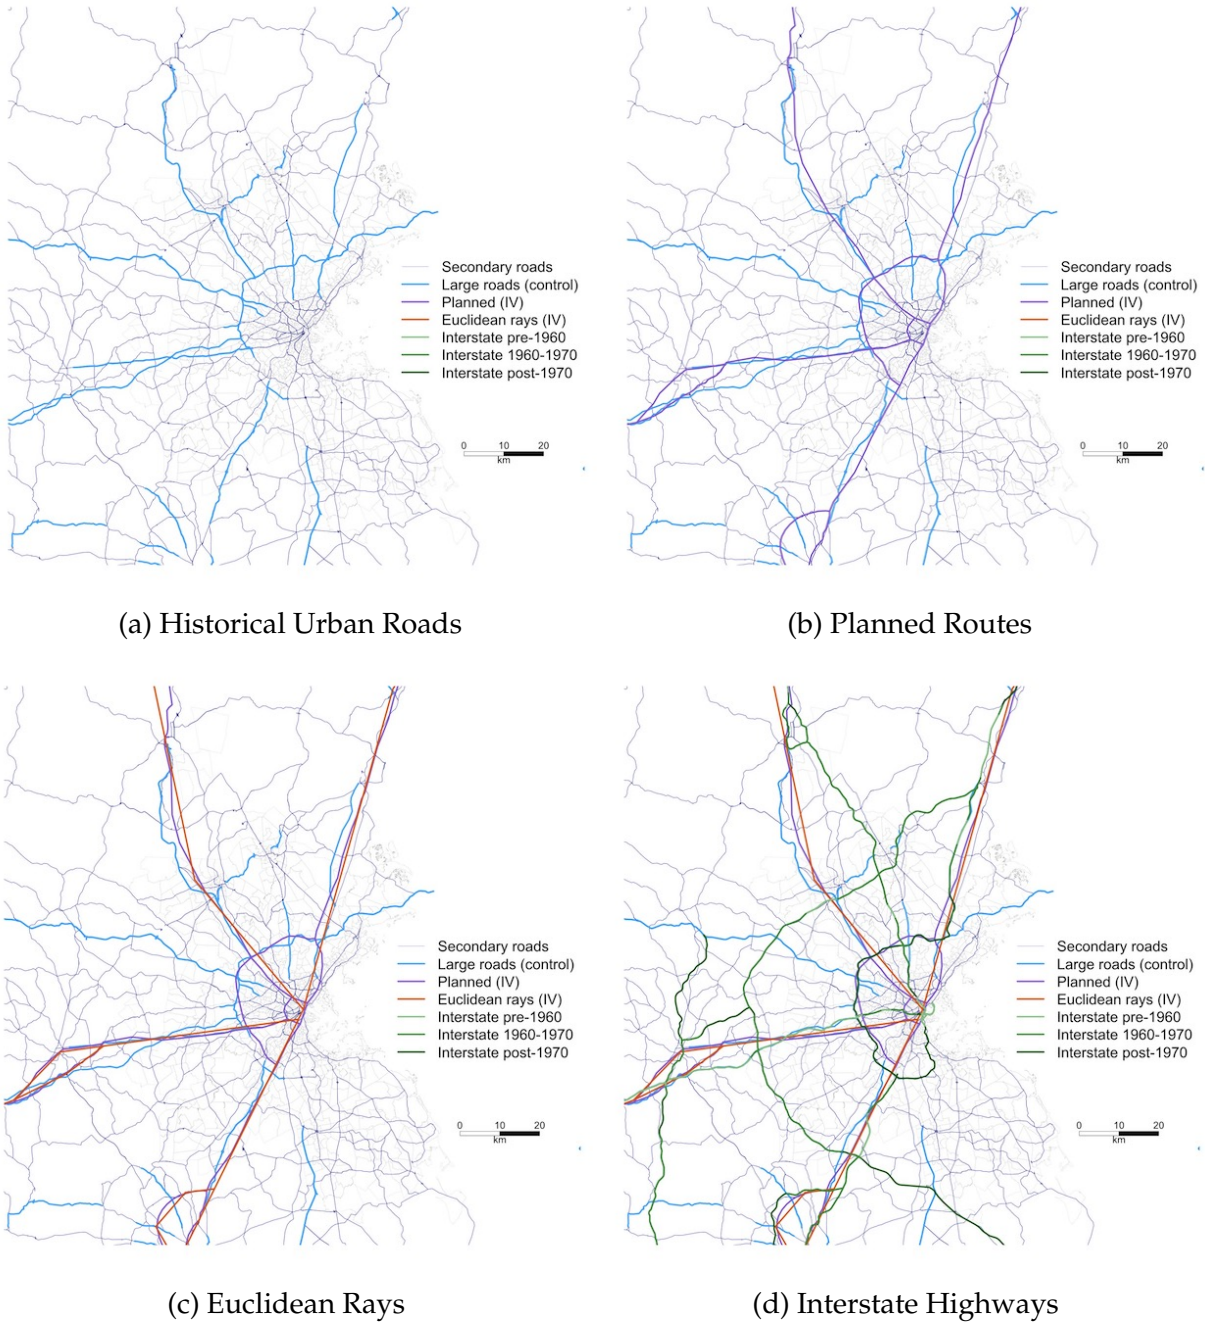 Secondary roads
Large roads (control)
Planned (IV)
Euclidean rays (IV)
Interstate pre-1960
Interstate 1960-1970
Interstate post-1970
0 10 20
km
(a) Historical Urban Roads
Secondary roads
Large roads (control)
Planned (IV)
Euclidean rays (IV)
Interstate pre-1960
Interstate 1960-1970
Interstate post-1970
0 10 20
km
(b) Planned Routes
Secondary roads
Large roads (control)
Planned (IV)
Euclidean rays (IV)
Interstate pre-1960
Interstate 1960-1970
Interstate post-1970
0 10 20
km
(c) Euclidean Rays
Secondary roads
Large roads (control)
Planned (IV)
Euclidean rays (IV)
Interstate pre-1960
Interstate 1960-1970
Interstate post-1970
0 10 20
km
(d) Interstate Highways